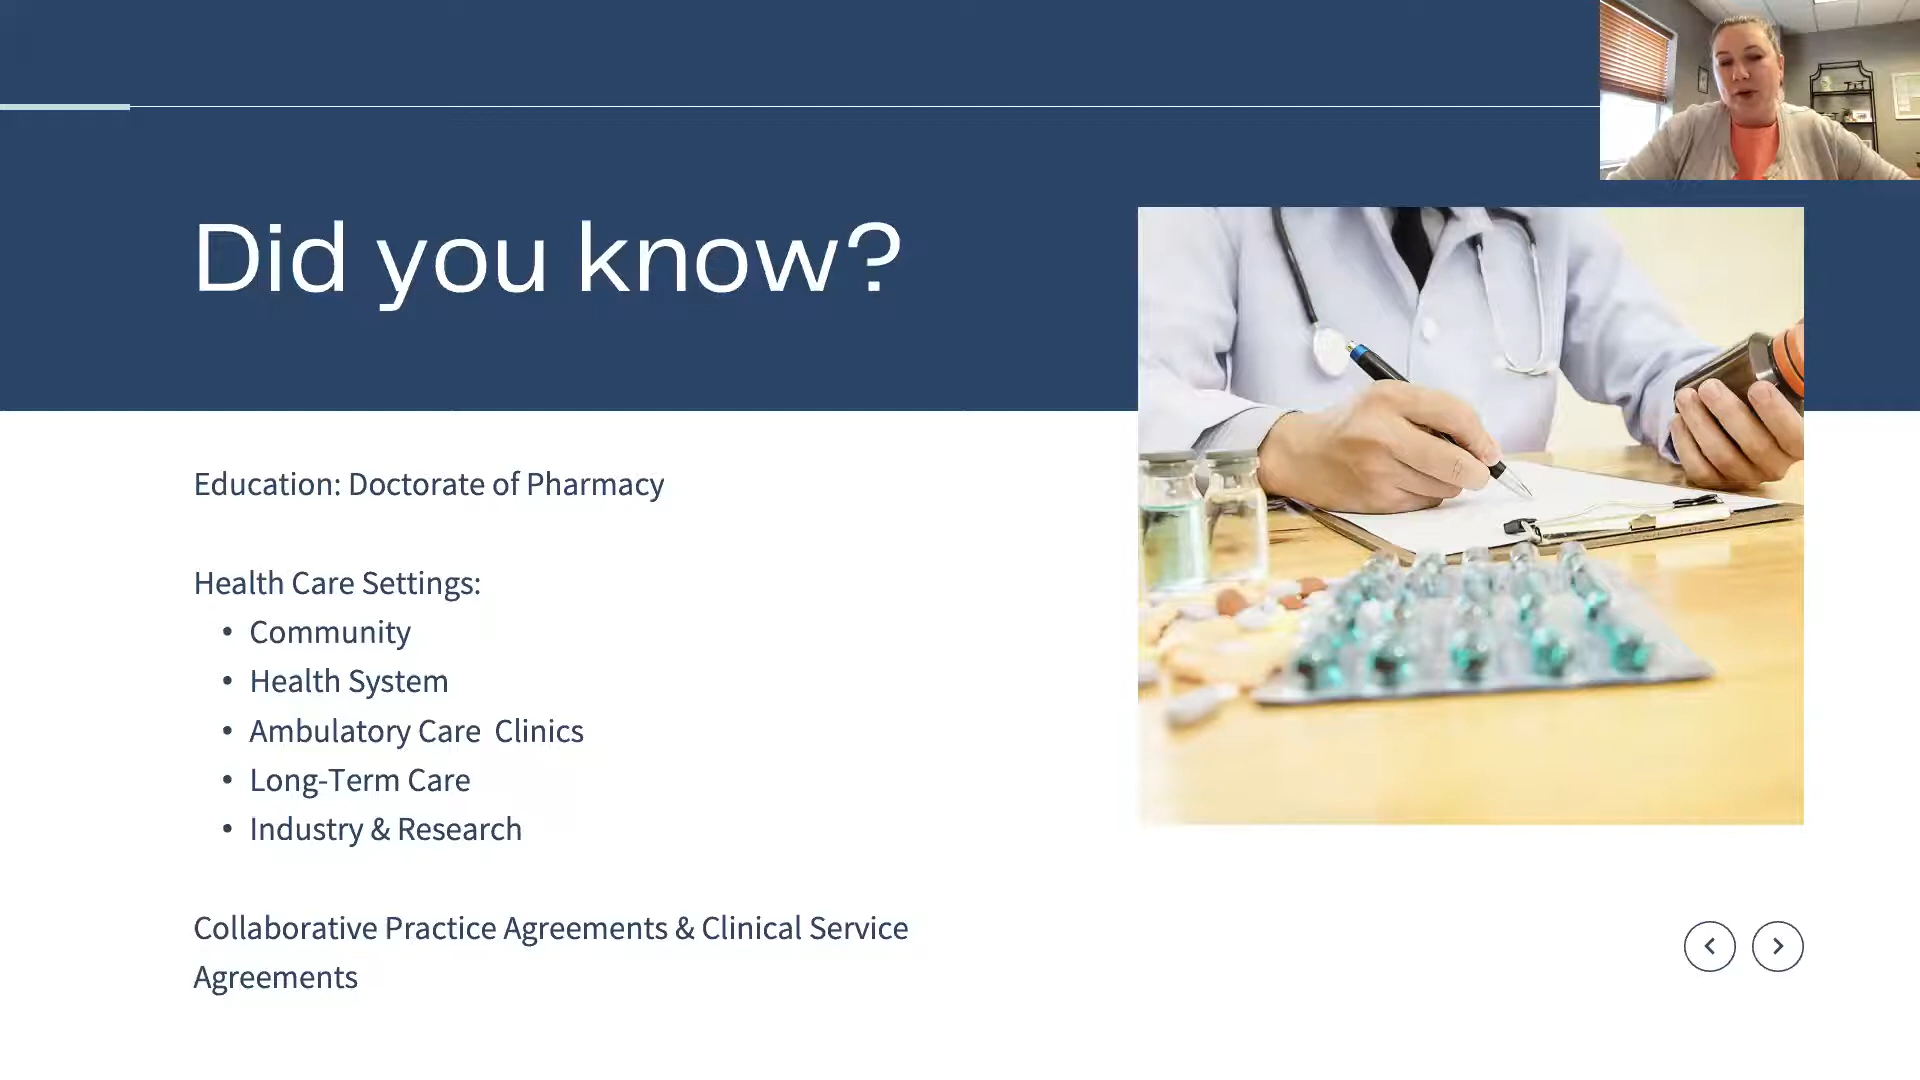 Did you know?
Education: Doctorate of Pharmacy
Health Care Settings:
• Community
• Health System
• Ambulatory Care  Clinics
• Long-Term Care
• Industry & Research
Collaborative Practice Agreements & Clinical Service
Agreements